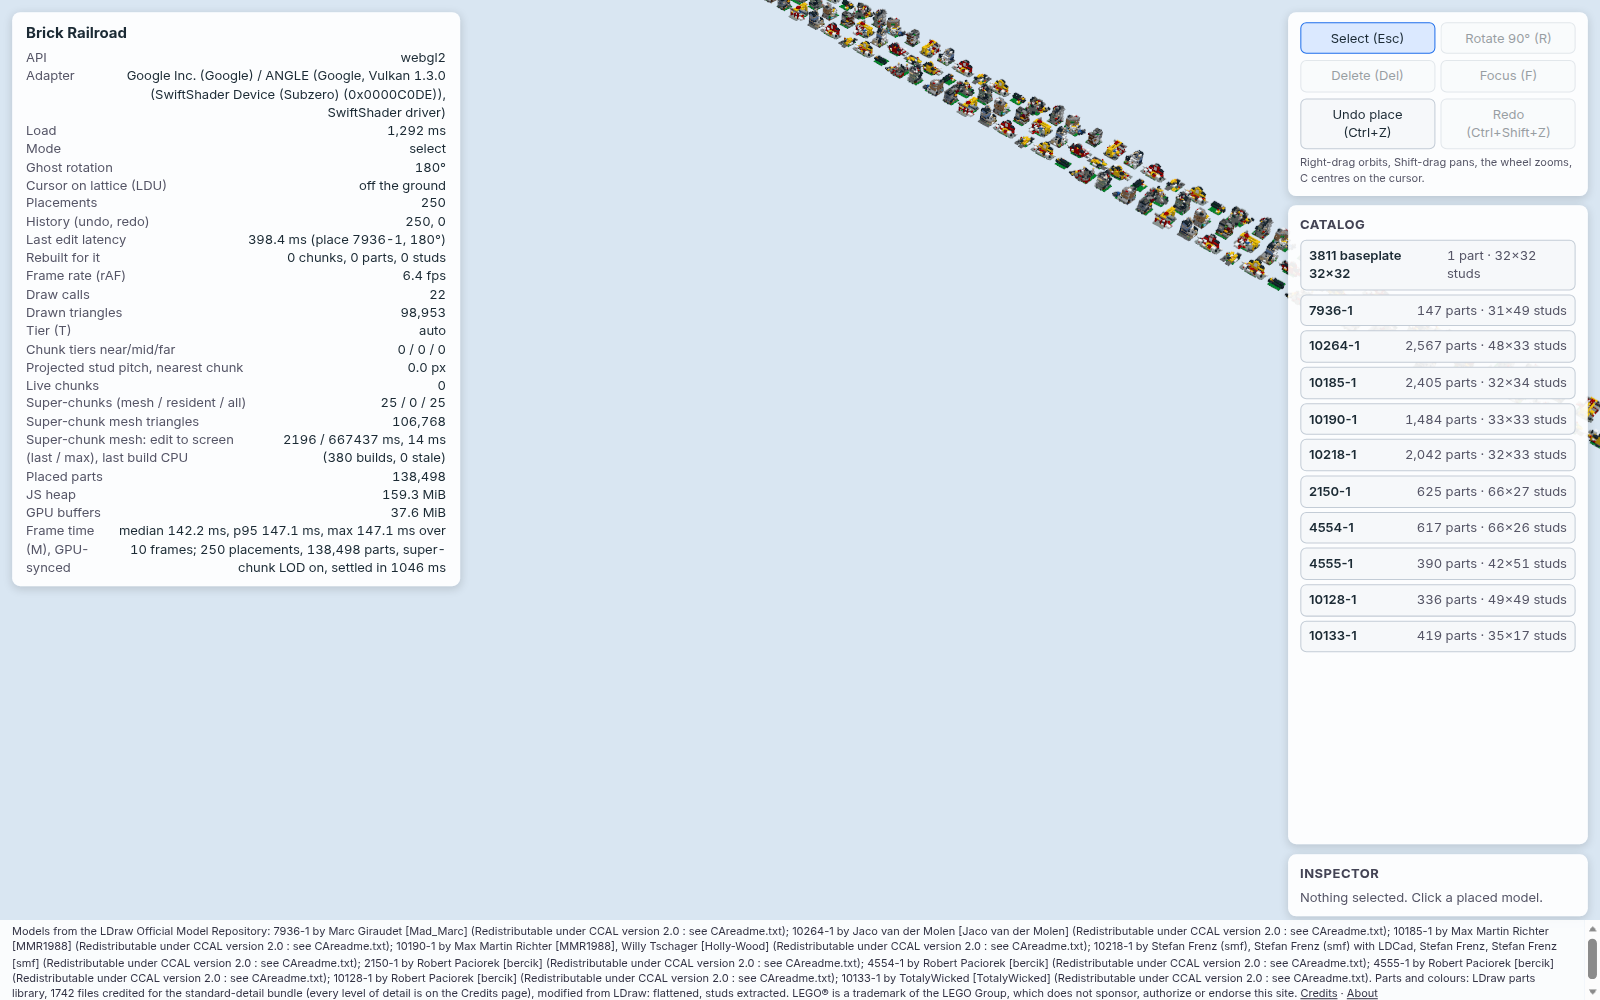 Brick Railroad
API webgl2
Adapter Google Inc. (Google) / ANGLE (Google, Vulkan 1.3.0
(SwiftShader Device (Subzero) (0x0000C0DE)),
SwiftShader driver)
Load 1,292 ms
Mode select
Ghost rotation 180°
Cursor on lattice (LDU) off the ground
Placements 250
History (undo, redo) 250, 0
Last edit latency 398.4 ms (place 7936-1, 180°)
Rebuilt for it 0 chunks, 0 parts, 0 studs
Frame rate (rAF) 6.4 fps
Draw calls 22
Drawn triangles 98,953
Tier (T) auto
Chunk tiers near/mid/far 0 / 0 / 0
Projected stud pitch, nearest chunk 0.0 px
Live chunks 0
Super-chunks (mesh / resident / all) 25 / 0 / 25
Super-chunk mesh triangles 106,768
Super-chunk mesh: edit to screen 2196 / 667437 ms, 14 ms
(last / max), last build CPU (380 builds, 0 stale)
Placed parts 138,498
JS heap 159.3 MiB
GPU buffers 37.6 MiB
Frame time median 142.2 ms, p95 147.1 ms, max 147.1 ms over
(M), GPU- 10 frames; 250 placements, 138,498 parts, super-
synced chunk LOD on, settled in 1046 ms
Select (Esc) Rotate 90° (R)
Delete (Del) Focus (F)
Undo place Redo
(Ctrl+Z) (Ctrl+Shift+Z)
Right-drag orbits, Shift-drag pans, the wheel zooms,
C centres on the cursor.
CATALOG
3811 baseplate 1 part · 32×32
32×32 studs
7936-1 147 parts · 31×49 studs
10264-1 2,567 parts · 48×33 studs
10185-1 2,405 parts · 32×34 studs
10190-1 1,484 parts · 33×33 studs
10218-1 2,042 parts · 32×33 studs
2150-1 625 parts · 66×27 studs
4554-1 617 parts · 66×26 studs
4555-1 390 parts · 42×51 studs
10128-1 336 parts · 49×49 studs
10133-1 419 parts · 35×17 studs
INSPECTOR
Nothing selected. Click a placed model.
Models from the LDraw Official Model Repository: 7936-1 by Marc Giraudet [Mad_Marc] (Redistributable under CCAL version 2.0 : see CAreadme.txt); 10264-1 by Jaco van der Molen [Jaco van der Molen] (Redistributable under CCAL version 2.0 : see CAreadme.txt); 10185-1 by Max Martin Richter
[MMR1988] (Redistributable under CCAL version 2.0 : see CAreadme.txt); 10190-1 by Max Martin Richter [MMR1988], Willy Tschager [Holly-Wood] (Redistributable under CCAL version 2.0 : see CAreadme.txt); 10218-1 by Stefan Frenz (smf), Stefan Frenz (smf) with LDCad, Stefan Frenz, Stefan Frenz
[smf] (Redistributable under CCAL version 2.0 : see CAreadme.txt); 2150-1 by Robert Paciorek [bercik] (Redistributable under CCAL version 2.0 : see CAreadme.txt); 4554-1 by Robert Paciorek [bercik] (Redistributable under CCAL version 2.0 : see CAreadme.txt); 4555-1 by Robert Paciorek [bercik]
(Redistributable under CCAL version 2.0 : see CAreadme.txt); 10128-1 by Robert Paciorek [bercik] (Redistributable under CCAL version 2.0 : see CAreadme.txt); 10133-1 by TotalyWicked [TotalyWicked] (Redistributable under CCAL version 2.0 : see CAreadme.txt). Parts and colours: LDraw parts
library, 1742 files credited for the standard-detail bundle (every level of detail is on the Credits page), modified from LDraw: flattened, studs extracted. LEGO® is a trademark of the LEGO Group, which does not sponsor, authorize or endorse this site. Credits · About